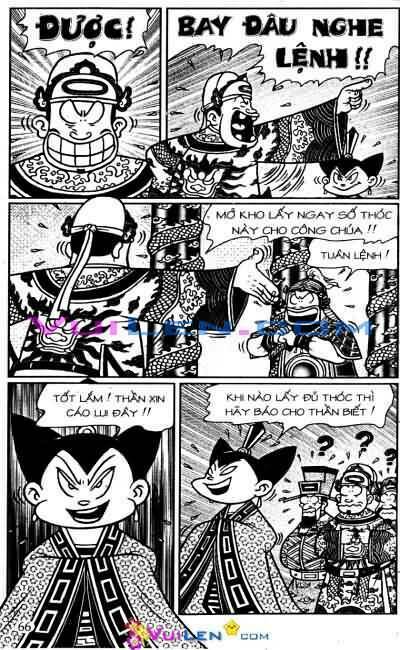 ĐƯỢC!
BAY ĐÂU NGHE
LỆNH!!
MỞ KHO LẤY NGAY SỐ THÓC
NÀY CHO CÔNG CHÚA!!
TUÂN LỆNH!
VUILEN.COM
TỐT LẮM! THẦN XIN
CÁO LUI ĐÂY!!
KHI NÀO LẤY ĐỦ THÓC THÌ
HÃY BÁO CHO THẦN BIẾT!
? ? ?
66
VUILEN.COM